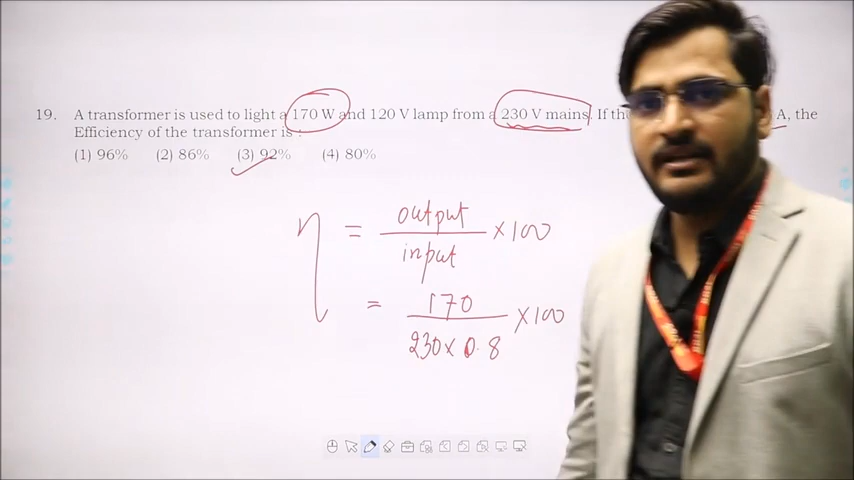 19. A transformer is used to light a 170 W and 120 V lamp from a 230 V mains. If the A, the
Efficiency of the transformer is :
(1) 96% (2) 86% (3) 92% (4) 80%
η = output / input × 100
= 170 / 230 × 0.8 × 100